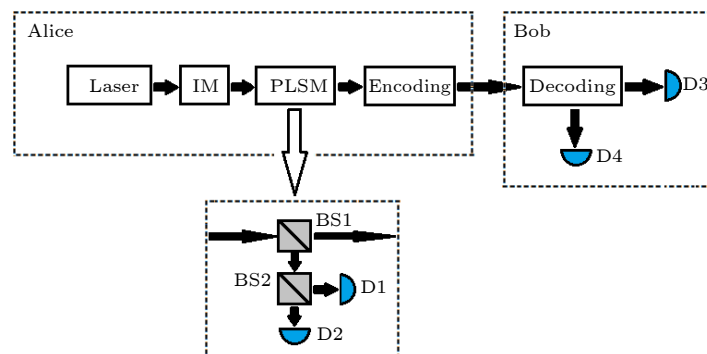 Alice
Bob
Laser
IM
PLSM
Encoding
Decoding
D3
D4
BS1
BS2
D1
D2